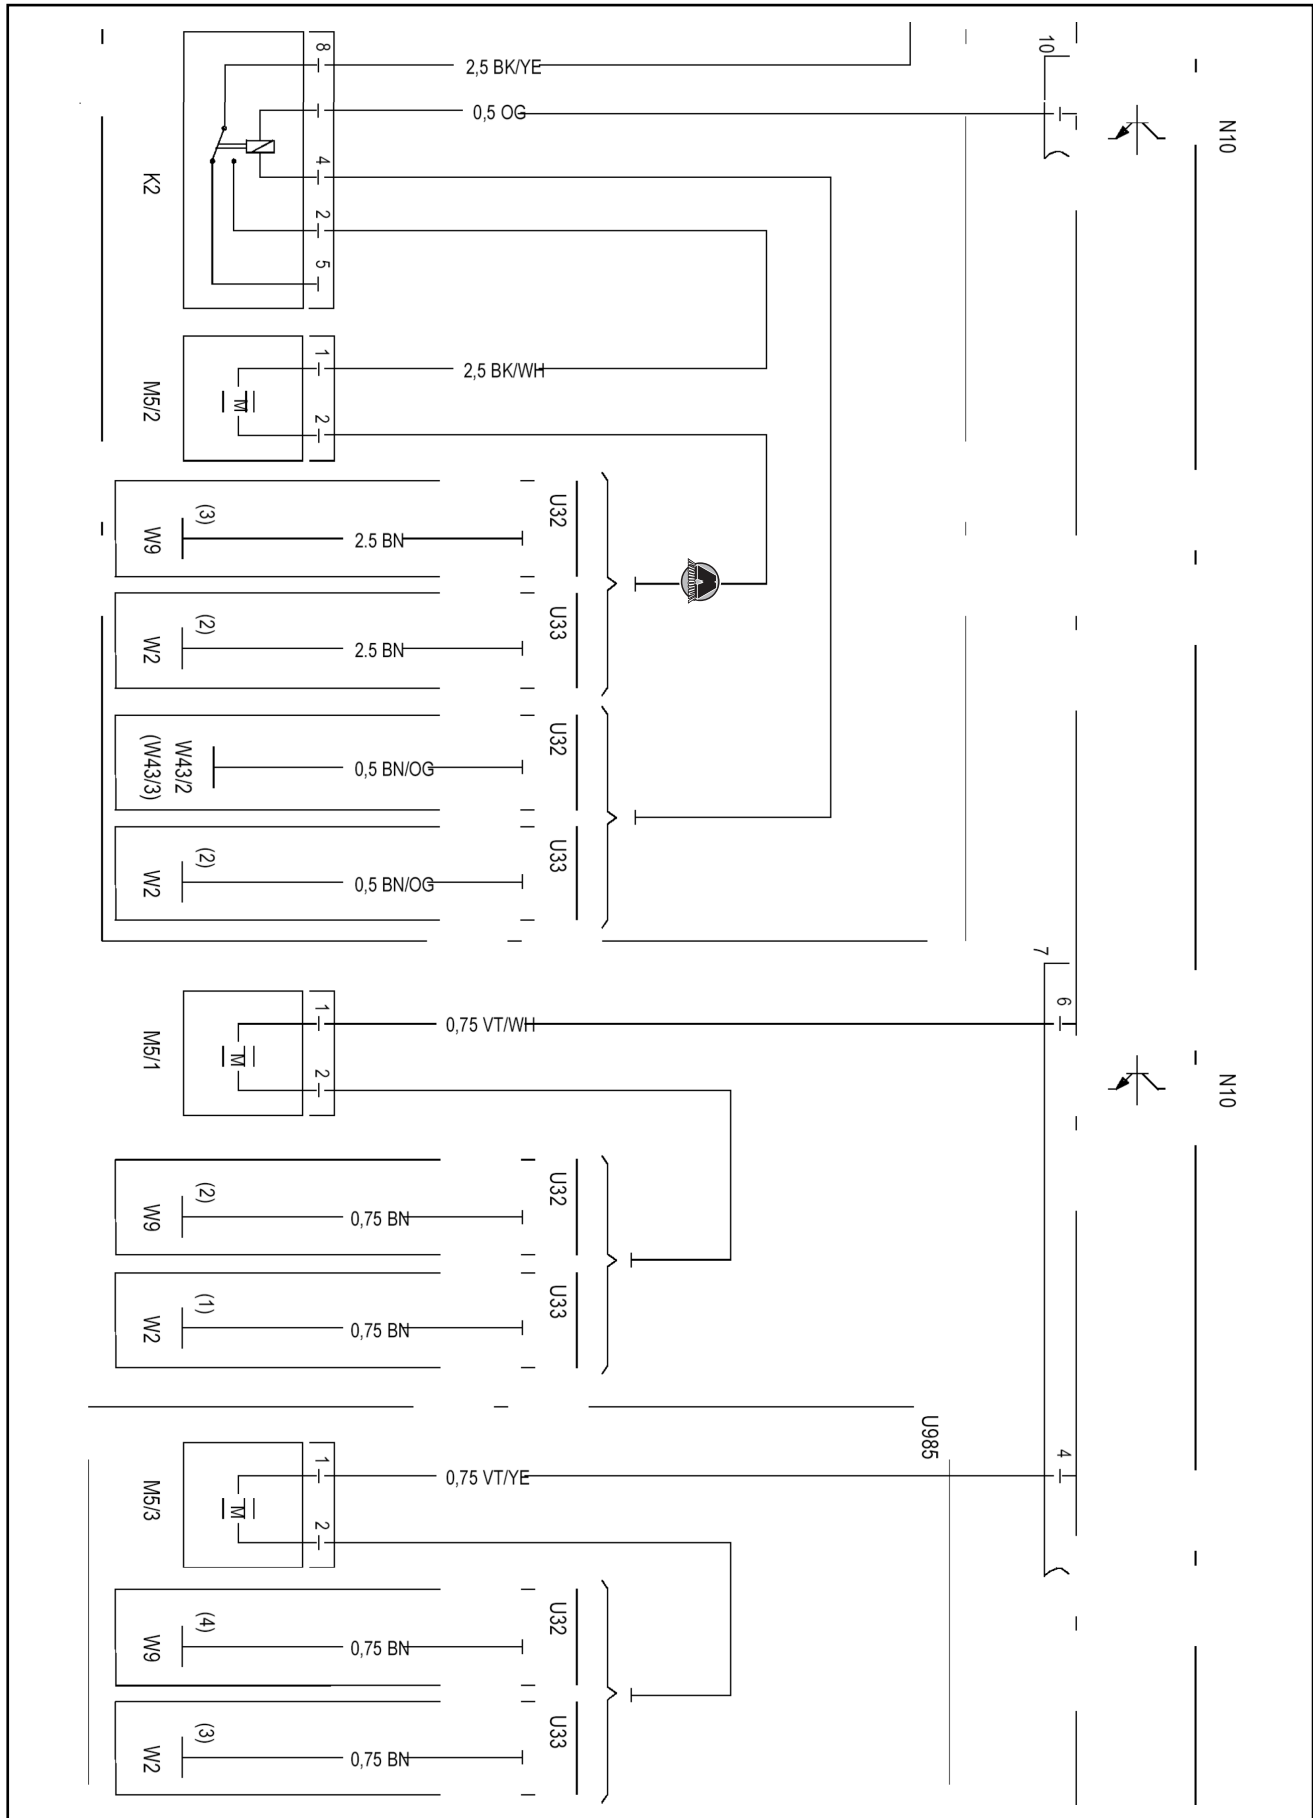 8
2,5 BK/YE
10
0,5 OG
N10
4
K2
2
5
1
2,5 BK/WH
M5/2
2
(3)
U32
W9
2.5 BN
(2)
U33
W2
2.5 BN
U32
W43/2
(W43/3)
0,5 BN/OG
(2)
U33
W2
0,5 BN/OG
7
6
1
0,75 VT/WH
M5/1
2
N10
(2)
U32
W9
0,75 BN
(1)
U33
W2
0,75 BN
U985
4
1
0,75 VT/YE
M5/3
2
(4)
U32
W9
0,75 BN
(3)
U33
W2
0,75 BN
M
M
M